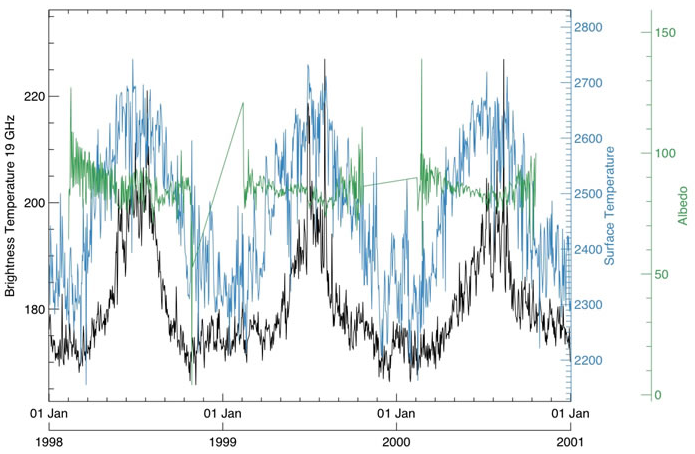 Brightness Temperature 19 GHz
220
200
180
2800
2700
2600
2500
2400
2300
2200
Surface Temperature
150
100
50
0
Albedo
01 Jan 01 Jan 01 Jan 01 Jan
1998 1999 2000 2001